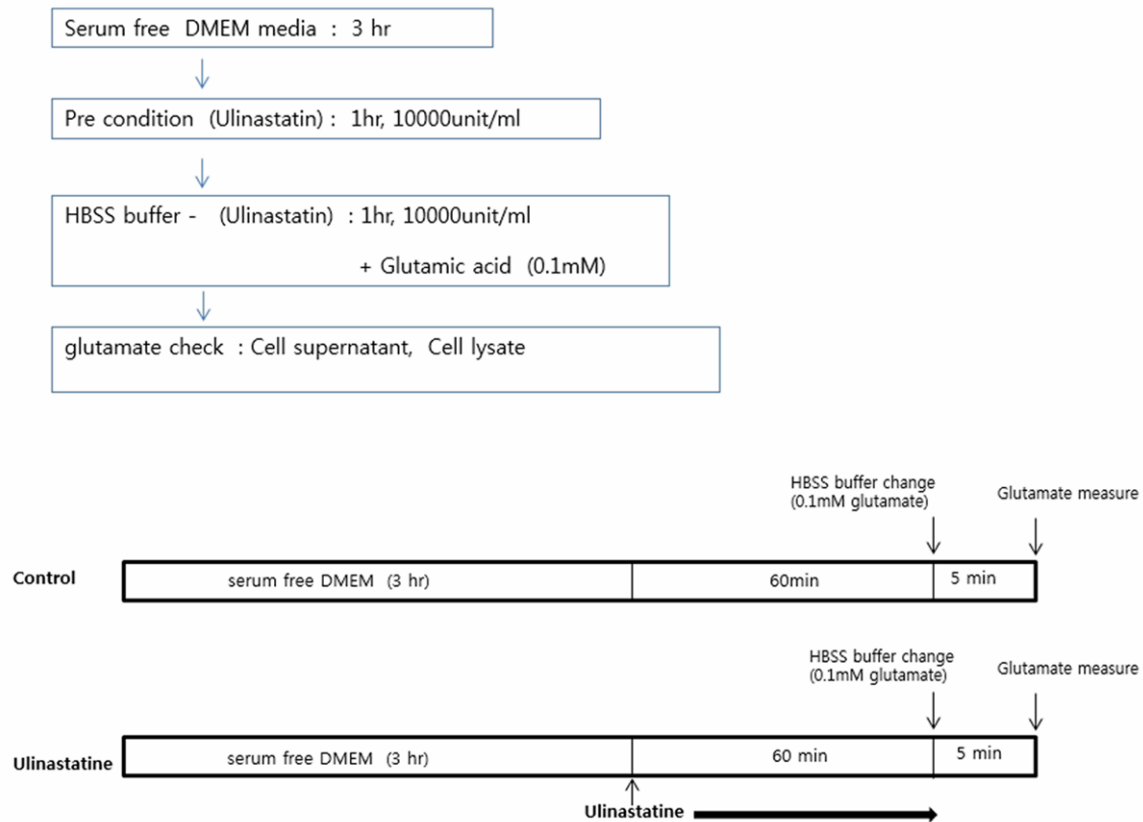 Serum free DMEM media : 3 hr
Pre condition (Ulinastatin) : 1hr, 10000unit/ml
HBSS buffer - (Ulinastatin) : 1hr, 10000unit/ml
+ Glutamic acid (0.1mM)
glutamate check : Cell supernatant, Cell lysate
HBSS buffer change
(0.1mM glutamate)
Glutamate measure
Control
serum free DMEM (3 hr)
60min
5 min
HBSS buffer change
(0.1mM glutamate)
Glutamate measure
Ulinastatine
serum free DMEM (3 hr)
60 min
5 min
Ulinastatine